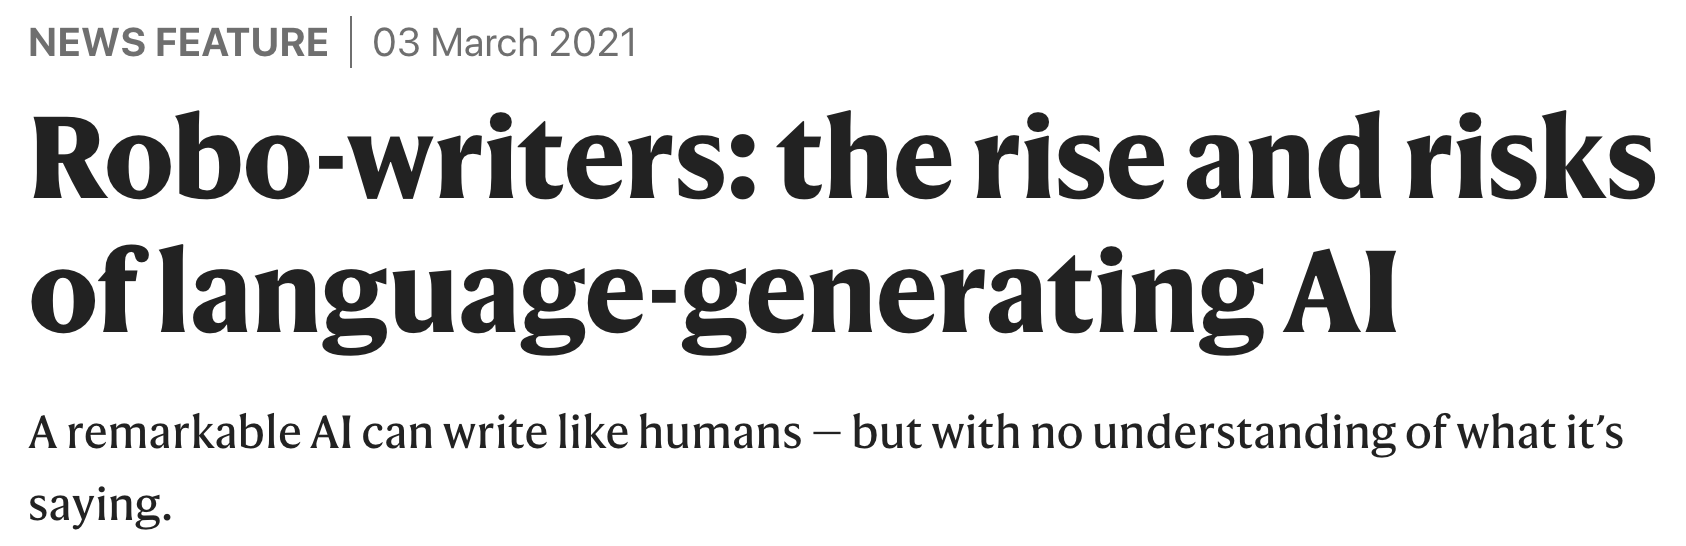 NEWS FEATURE | 03 March 2021
Robo-writers: the rise and risks
of language-generating AI
A remarkable AI can write like humans — but with no understanding of what it’s
saying.